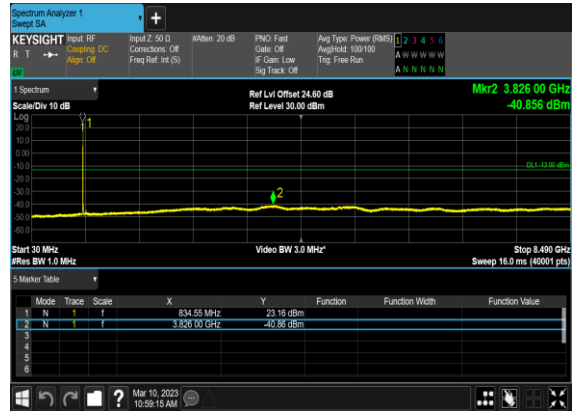 Spectrum Analyzer 1
Swept SA
+
KEYSIGHT Input: RF Input Z: 50 Ω #Atten: 20 dB PNO: Fast Avg Type: Power (RMS) 1 2 3 4 5 6
R T Coupling: DC Corrections: Off Gate: Off Avg|Hold: 100/100 A W W W W W
Align: Off Freq Ref: Int (S) IF Gain: Low Trig: Free Run
Sig Track: Off A N N N N N
1 Spectrum Ref Lvl Offset 24.60 dB Mkr2 3.826 00 GHz
Scale/Div 10 dB Ref Level 30.00 dBm -40.856 dBm
Log
1
20.0
10.0
0.00
-10.0
DL1 -13.00 dBm
-20.0
-30.0
2
-40.0
-50.0
-60.0
Start 30 MHz Video BW 3.0 MHz* Stop 8.490 GHz
#Res BW 1.0 MHz Sweep 16.0 ms (40001 pts)
5 Marker Table
Mode Trace Scale X Y Function Function Width Function Value
1 N 1 f 834.55 MHz 23.16 dBm
2 N 1 f 3.826 00 GHz -40.86 dBm
3
4
5
6
? Mar 10, 2023
10:59:15 AM